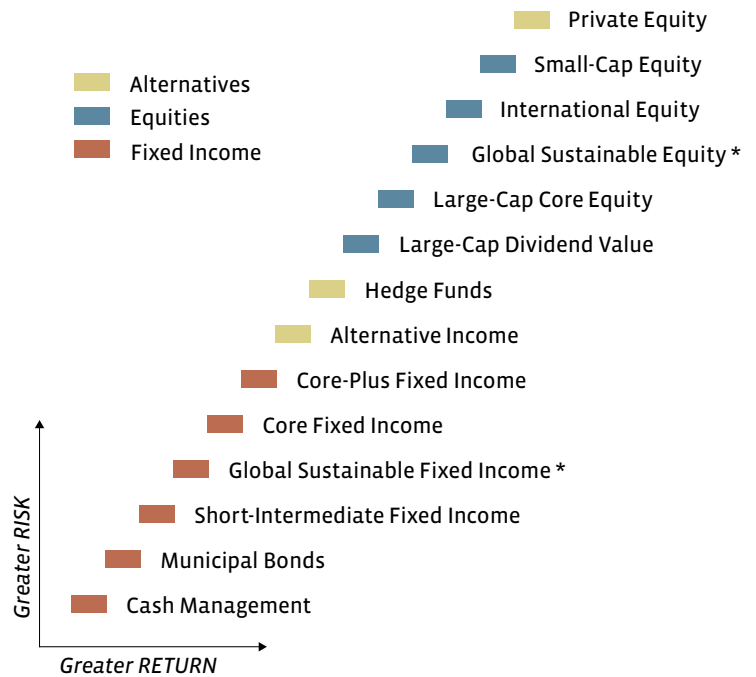 Private Equity
Small-Cap Equity
International Equity
Global Sustainable Equity *
Large-Cap Core Equity
Large-Cap Dividend Value
Hedge Funds
Alternative Income
Core-Plus Fixed Income
Core Fixed Income
Global Sustainable Fixed Income *
Short-Intermediate Fixed Income
Municipal Bonds
Cash Management
Alternatives
Equities
Fixed Income
Greater RISK
Greater RETURN